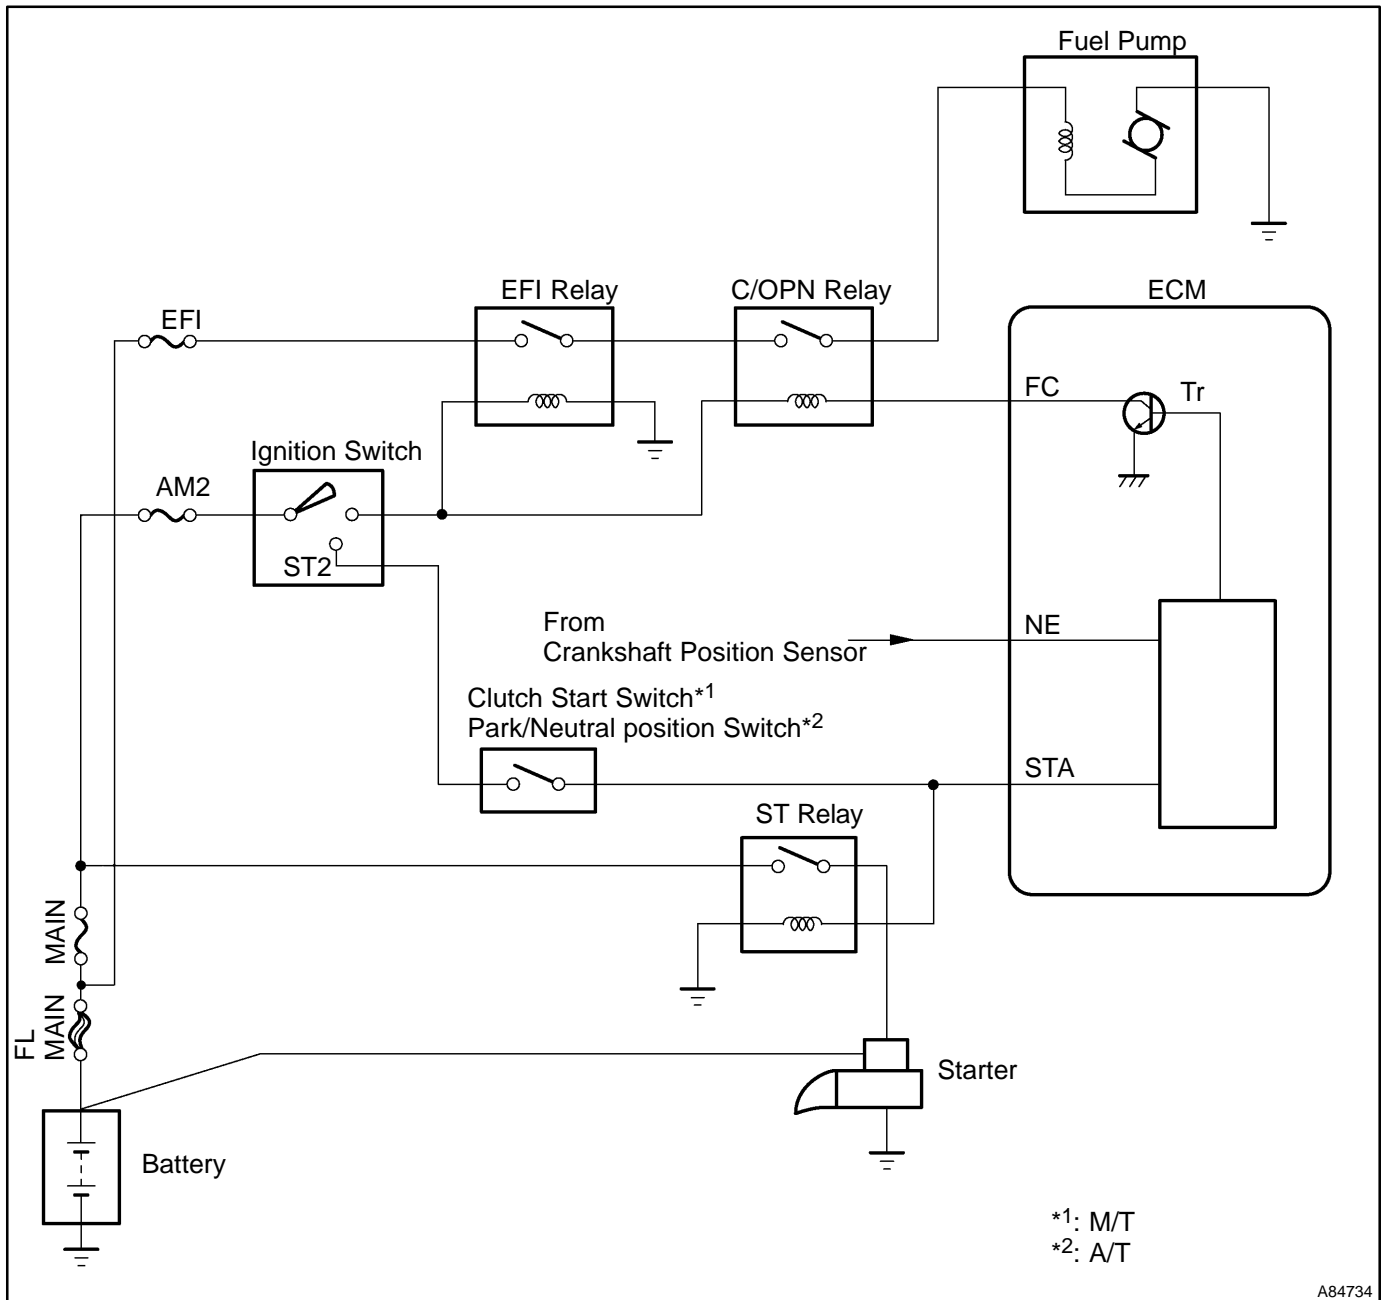 Fuel Pump
EFI Relay
C/OPN Relay
ECM
EFI
FC
Tr
Ignition Switch
AM2
ST2
From
Crankshaft Position Sensor
NE
Clutch Start Switch*1
Park/Neutral position Switch*2
STA
ST Relay
MAIN
FL
MAIN
Starter
Battery
*1: M/T
*2: A/T
A84734